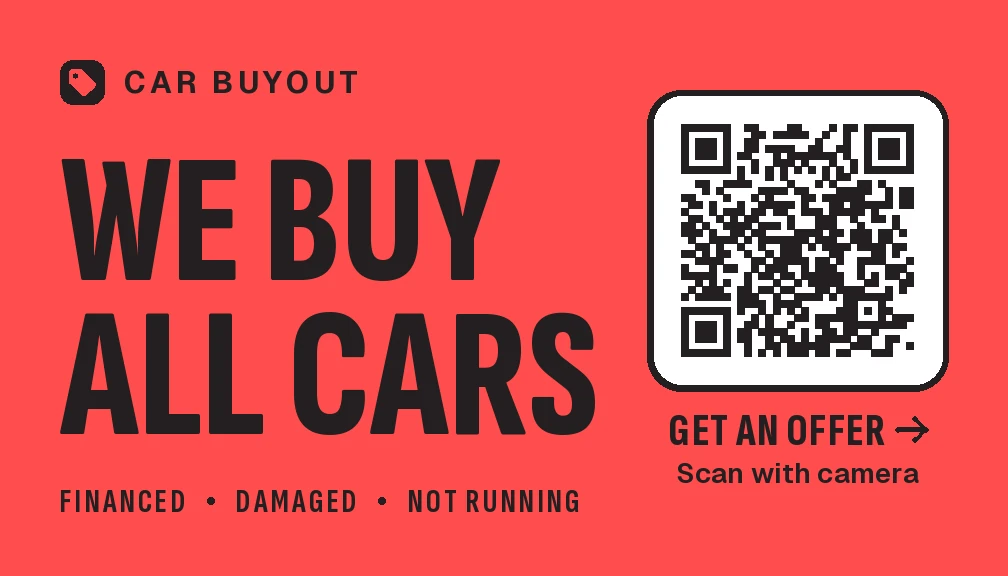 CAR BUYOUT
WE BUY
ALL CARS
FINANCED • DAMAGED • NOT RUNNING
GET AN OFFER →
Scan with camera